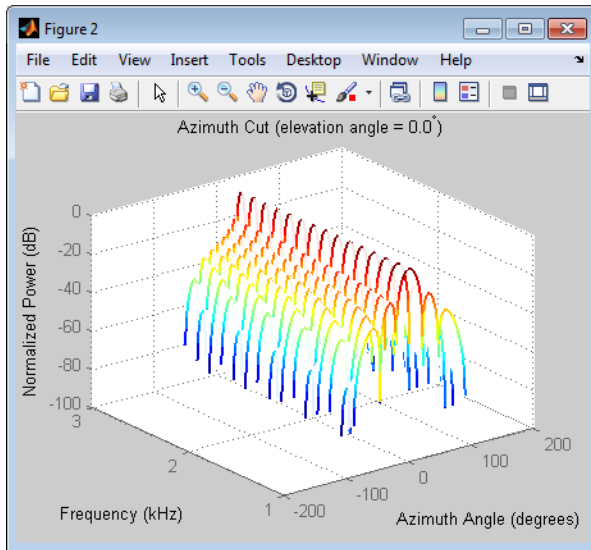 Figure 2
File Edit View Insert Tools Desktop Window Help
Azimuth Cut (elevation angle = 0.0°)
Normalized Power (dB)
0
-20
-40
-60
-80
-100
3
2
1
Frequency (kHz)
-200
-100
0
100
200
Azimuth Angle (degrees)